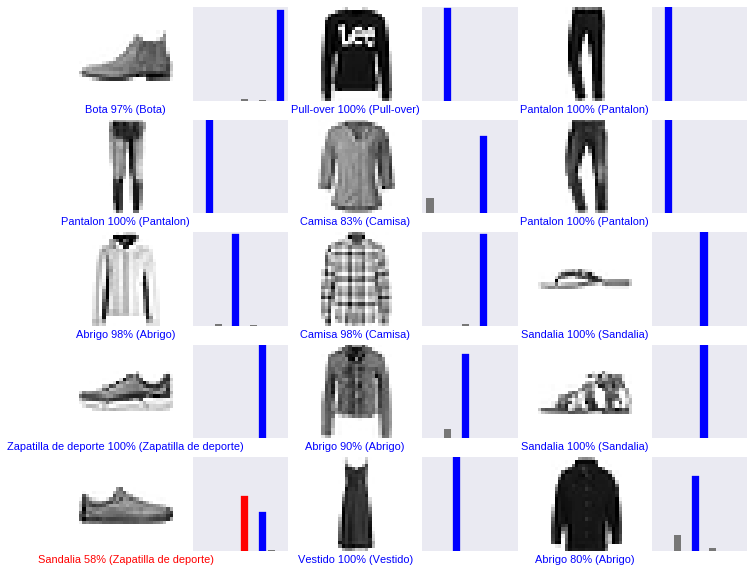 Lee
Bota 97% (Bota)
Pull-over 100% (Pull-over)
Pantalon 100% (Pantalon)
Pantalon 100% (Pantalon)
Camisa 83% (Camisa)
Pantalon 100% (Pantalon)
Abrigo 98% (Abrigo)
Camisa 98% (Camisa)
Sandalia 100% (Sandalia)
Zapatilla de deporte 100% (Zapatilla de deporte)
Abrigo 90% (Abrigo)
Sandalia 100% (Sandalia)
Sandalia 58% (Zapatilla de deporte)
Vestido 100% (Vestido)
Abrigo 80% (Abrigo)